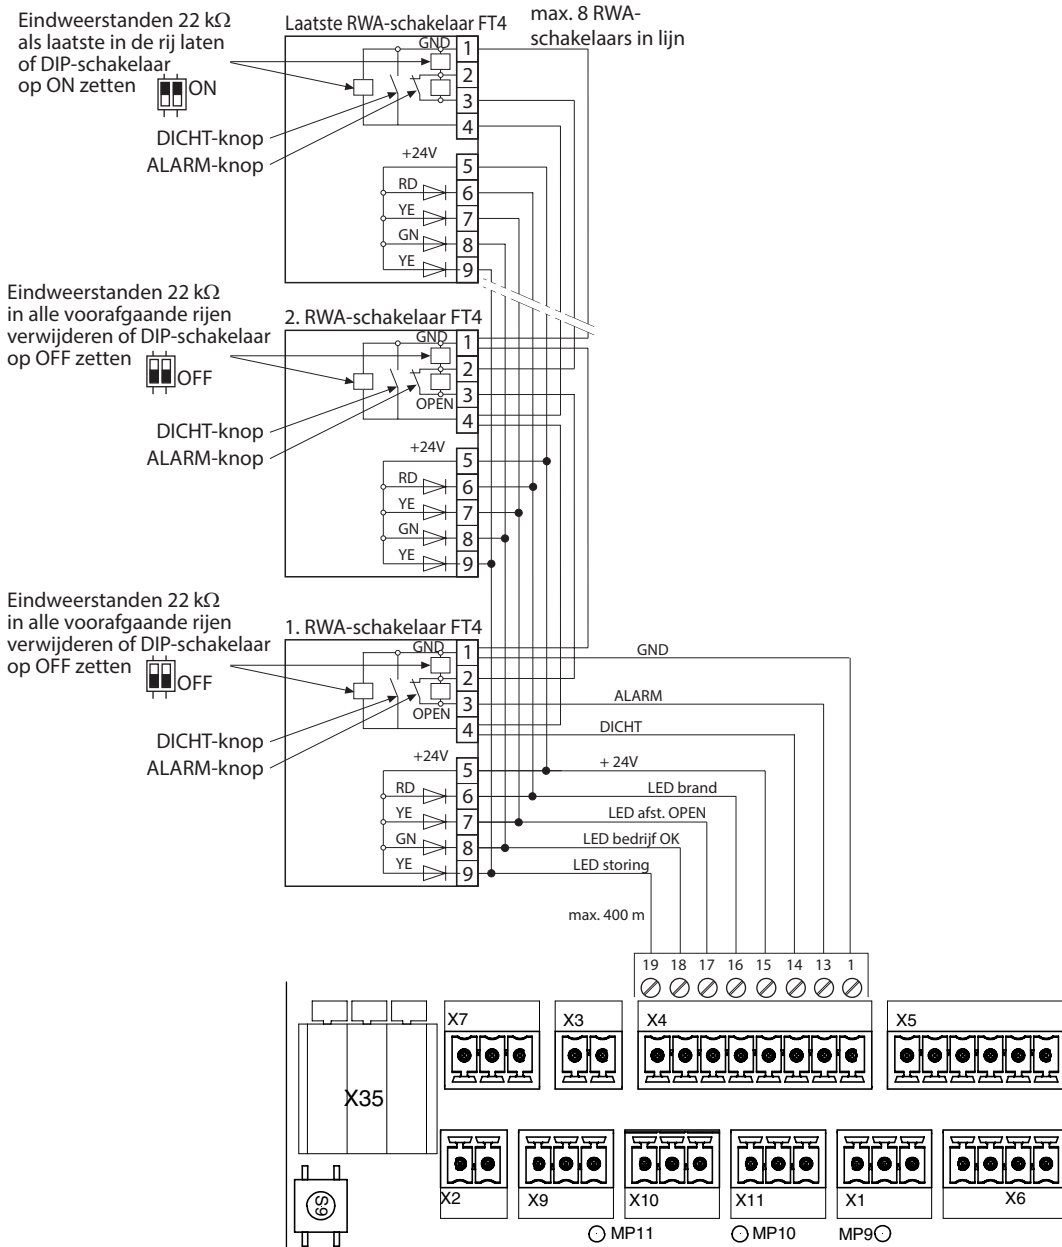 Eindweerstanden 22 kΩ
als laatste in de rij laten
of DIP-schakelaar
op ON zetten
ON
DICHT-knop
ALARM-knop
Laatste RWA-schakelaar FT4
max. 8 RWA-
schakelaars in lijn
GND
1
2
3
4
+24V
5
RD
6
YE
7
GN
8
YE
9
Eindweerstanden 22 kΩ
in alle voorafgaande rijen
verwijderen of DIP-schakelaar
op OFF zetten
OFF
DICHT-knop
ALARM-knop
2. RWA-schakelaar FT4
GND
1
2
3
OPEN
4
+24V
5
RD
6
YE
7
GN
8
YE
9
Eindweerstanden 22 kΩ
in alle voorafgaande rijen
verwijderen of DIP-schakelaar
op OFF zetten
OFF
DICHT-knop
ALARM-knop
1. RWA-schakelaar FT4
GND
1
2
3
OPEN
4
+24V
5
RD
6
YE
7
GN
8
YE
9
GND
ALARM
DICHT
+ 24V
LED brand
LED afst. OPEN
LED bedrijf OK
LED storing
max. 400 m
19 18 17 16 15 14 13 1
X7 X3 X4 X5
X35
X2 X9 X10 X11 X1 X6
S9
MP11 MP10 MP9